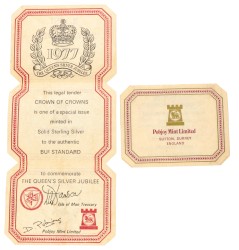 1977
This legal tender
CROWN OF CROWNS
is one of a special issue
minted in
Solid Sterling Silver
to the authentic
BU† STANDARD
to commemorate
THE QUEEN'S SILVER JUBILEE
Isle of Man Treasury
Pobjoy Mint Limited
Pobjoy Mint Limited
SUTTON, SURREY
ENGLAND